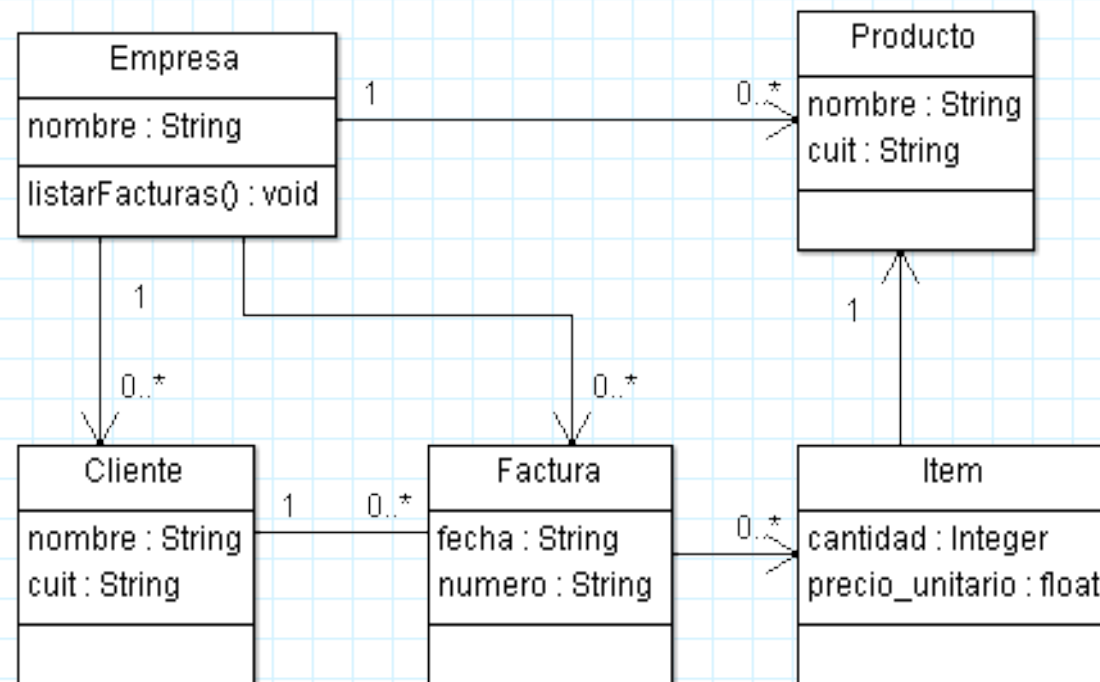 Empresa
nombre : String
listarFacturas() : void
1
0..*
Producto
nombre : String
cuit : String
1
0..*
0..*
1
Cliente
nombre : String
cuit : String
1
0..*
Factura
fecha : String
numero : String
0..*
Item
cantidad : Integer
precio_unitario : float